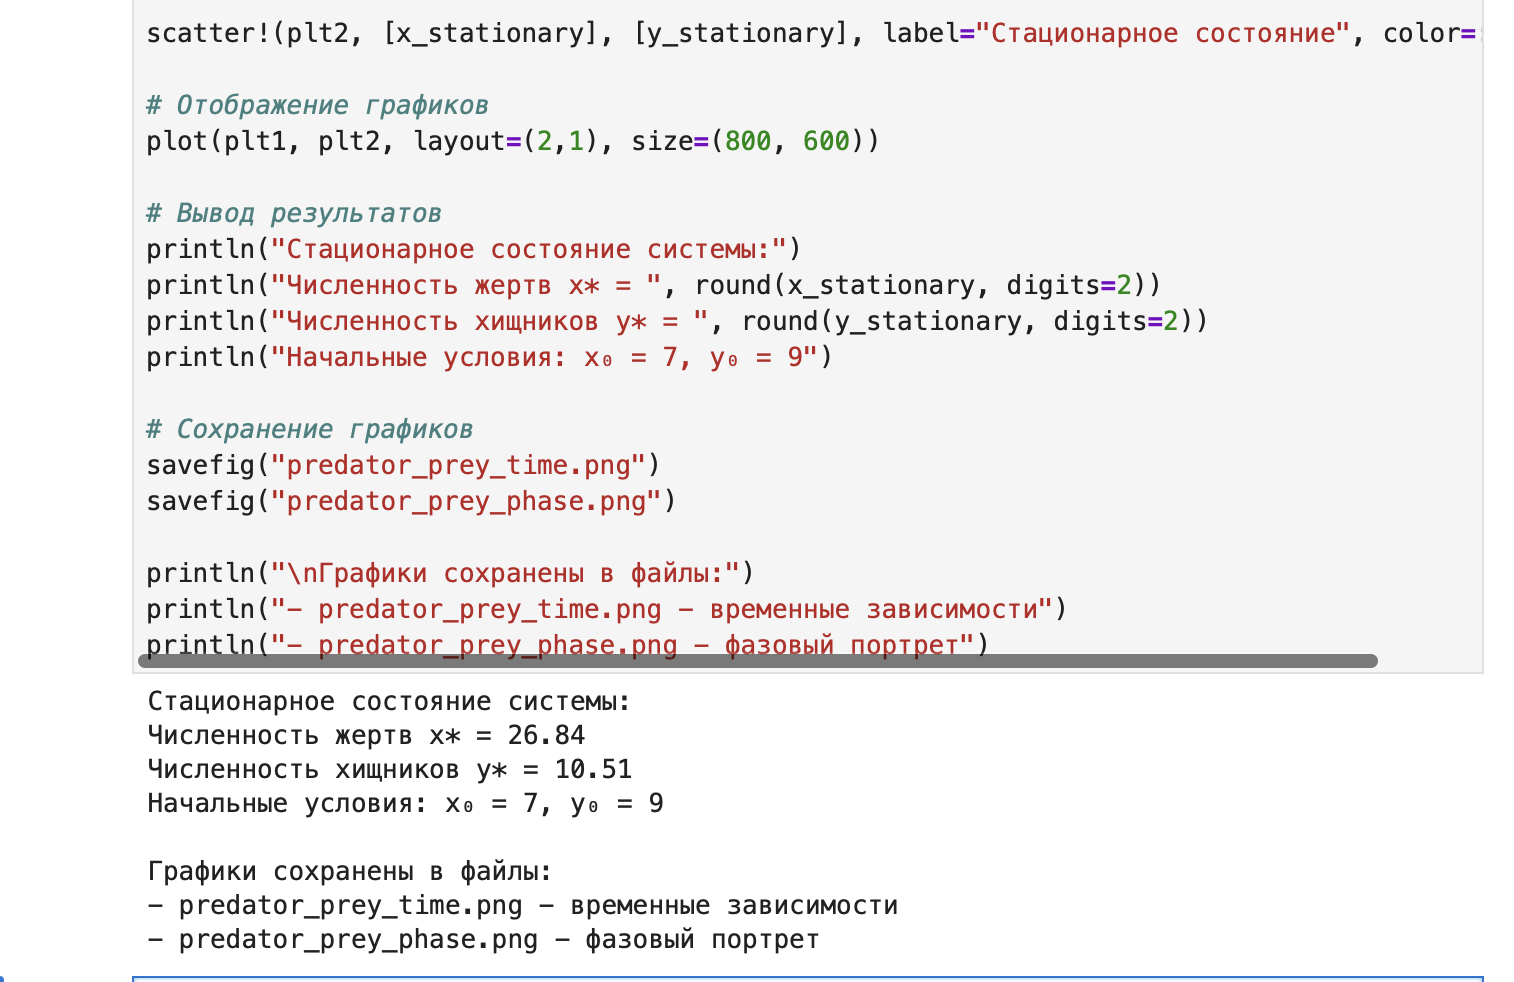 scatter!(plt2, [x_stationary], [y_stationary], label="Стационарное состояние", color=:
# Отображение графиков
plot(plt1, plt2, layout=(2,1), size=(800, 600))
# Вывод результатов
println("Стационарное состояние системы:")
println("Численность жертв x* = ", round(x_stationary, digits=2))
println("Численность хищников y* = ", round(y_stationary, digits=2))
println("Начальные условия: x₀ = 7, y₀ = 9")
# Сохранение графиков
savefig("predator_prey_time.png")
savefig("predator_prey_phase.png")
println("\nГрафики сохранены в файлы:")
println("- predator_prey_time.png - временные зависимости")
println("- predator_prey_phase.png - фазовый портрет")
Стационарное состояние системы:
Численность жертв x* = 26.84
Численность хищников y* = 10.51
Начальные условия: x₀ = 7, y₀ = 9
Графики сохранены в файлы:
- predator_prey_time.png - временные зависимости
- predator_prey_phase.png - фазовый портрет